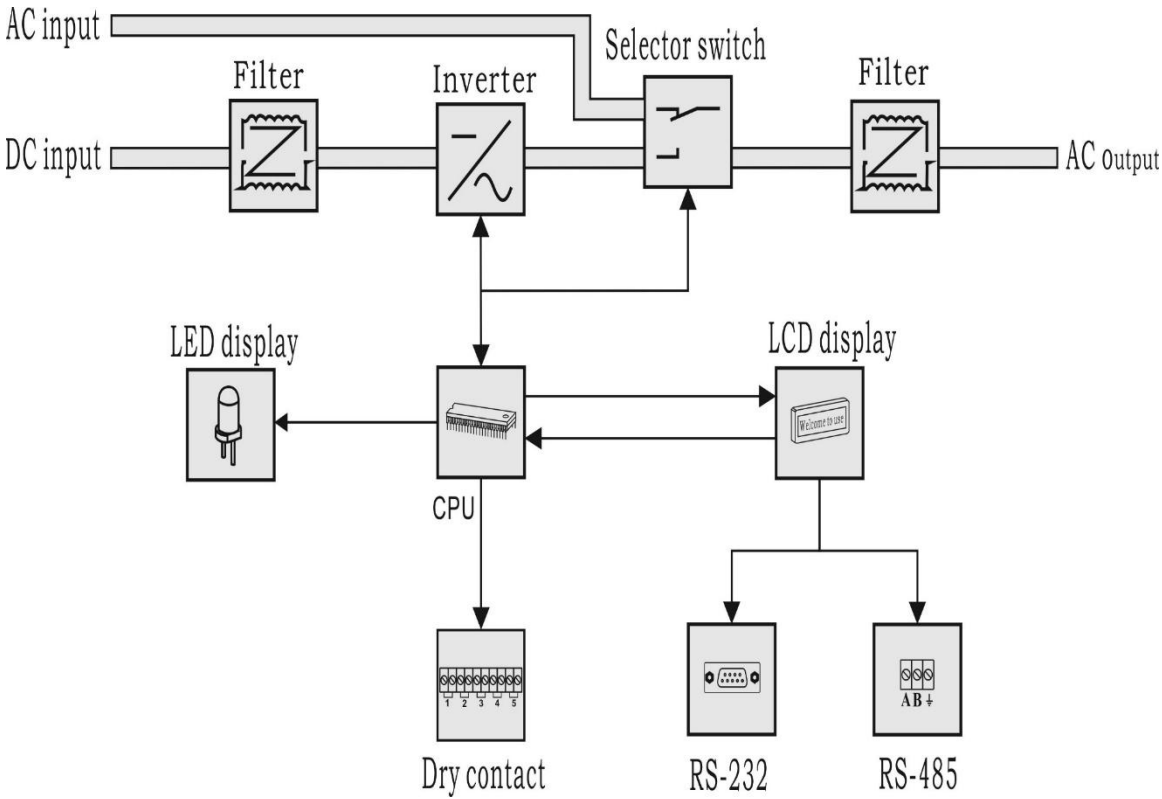 AC input
Selector switch
Filter
Inverter
Filter
DC input
AC output
LED display
LCD display
Welcome to use
CPU
1 2 3 4 5
A B
Dry contact
RS-232
RS-485